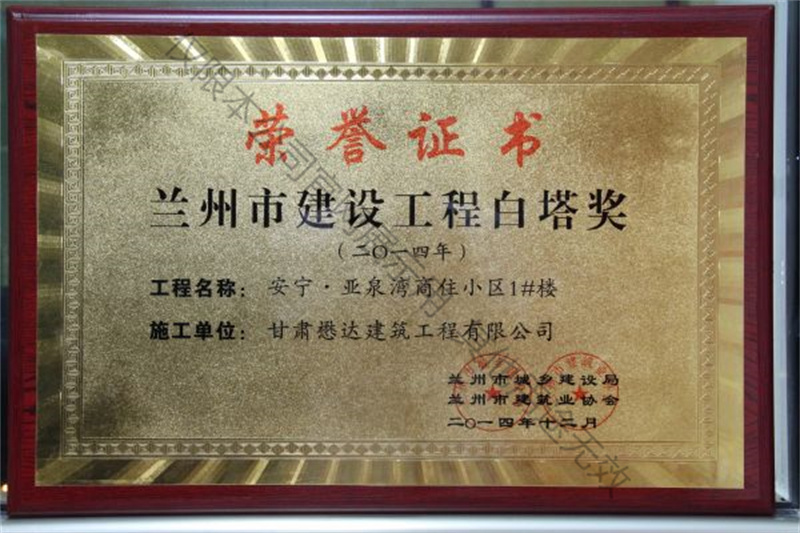 荣誉证书
兰州市建设工程白塔奖
（二〇一四年）
工程名称：安宁·亚泉湾商住小区1#楼
施工单位：甘肃懋达建筑工程有限公司
兰州市城乡建设局
兰州市建筑业协会
二〇一四年十二月